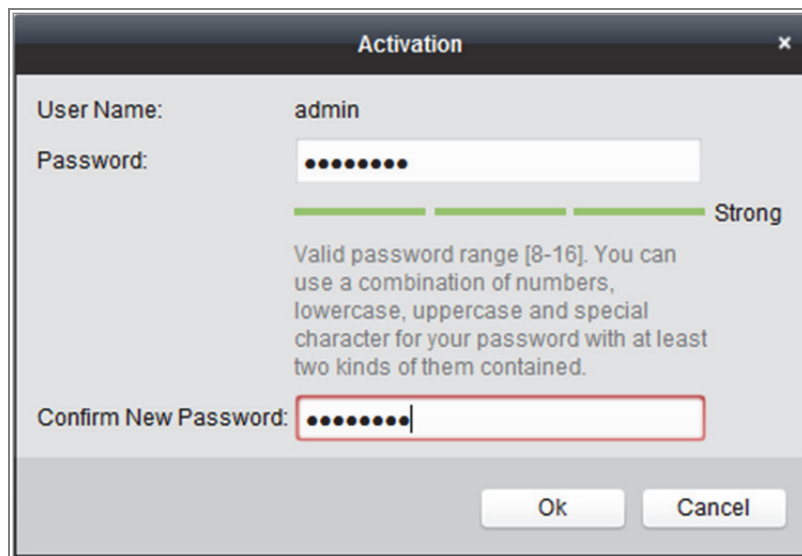 Activation ×
User Name: admin
Password: ●●●●●●●●●
Strong
Valid password range [8-16]. You can
use a combination of numbers,
lowercase, uppercase and special
character for your password with at least
two kinds of them contained.
Confirm New Password: ●●●●●●●●●
Ok Cancel